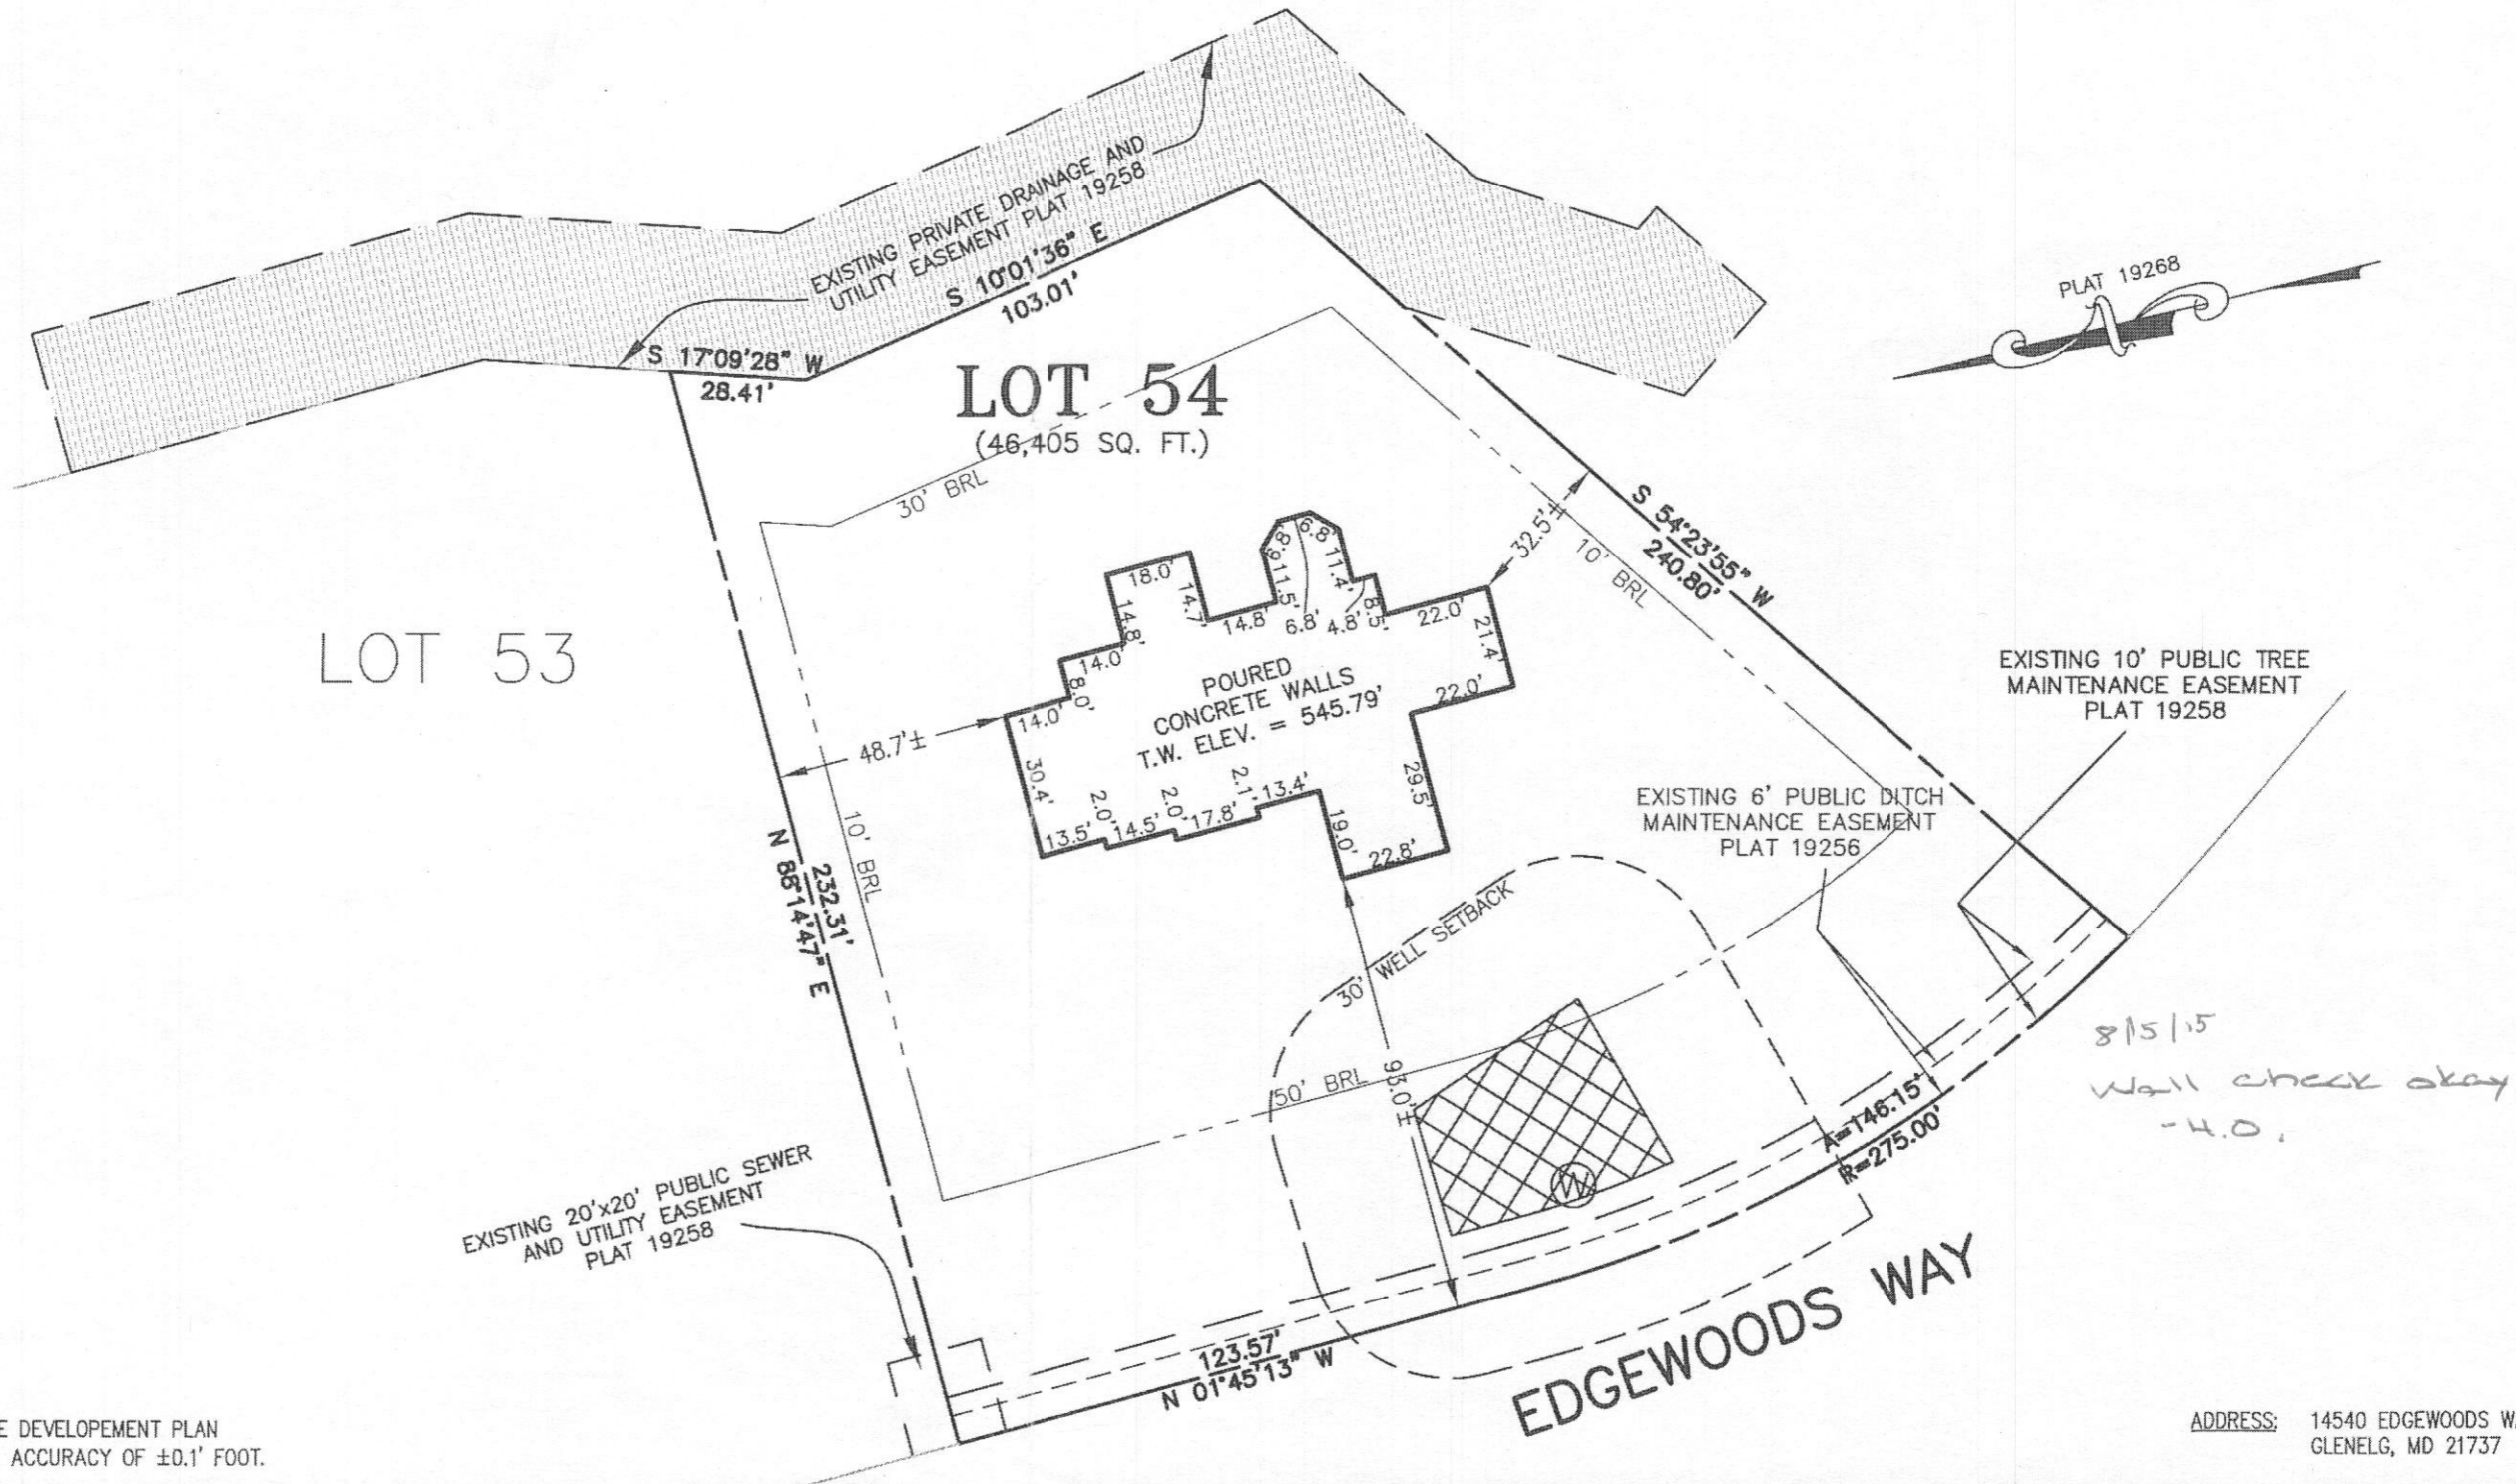 EXISTING PRIVATE DRAINAGE AND
UTILITY EASEMENT PLAT 19258
S 10°01'36" E
103.01'
S 17°09'28" W
28.41'
LOT 54
(46,405 SQ. FT.)
30' BRL
PLAT 19268
LOT 53
S 54°23'55" W
240.80'
10' BRL
32.5'±
18.0'
14.7'
14.8'
14.8'
11.5'
6.8'
6.8'
6.8'
11.4'
4.8'
8.5'
22.0'
21.4'
22.0'
14.0'
8.0'
14.0'
48.7'±
30.4'
POURED
CONCRETE WALLS
T.W. ELEV. = 545.79'
29.5'
13.5'
2.0'
14.5'
2.0'
17.8'
2.1'
13.4'
19.0'
22.8'
EXISTING 10' PUBLIC TREE
MAINTENANCE EASEMENT
PLAT 19258
EXISTING 6' PUBLIC DITCH
MAINTENANCE EASEMENT
PLAT 19256
10' BRL
232.31'
N 88°14'47" E
30' WELL SETBACK
50' BRL
93.0'±
W
A=146.15'
R=275.00'
8/5/15
Wall check okay
-H.O.
EXISTING 20'x20' PUBLIC SEWER
AND UTILITY EASEMENT
PLAT 19258
123.57'
N 01°45'13" W
EDGEWOODS WAY
E DEVELOPEMENT PLAN
ACCURACY OF ±0.1' FOOT.
ADDRESS: 14540 EDGEWOODS W
GLENELG, MD 21737